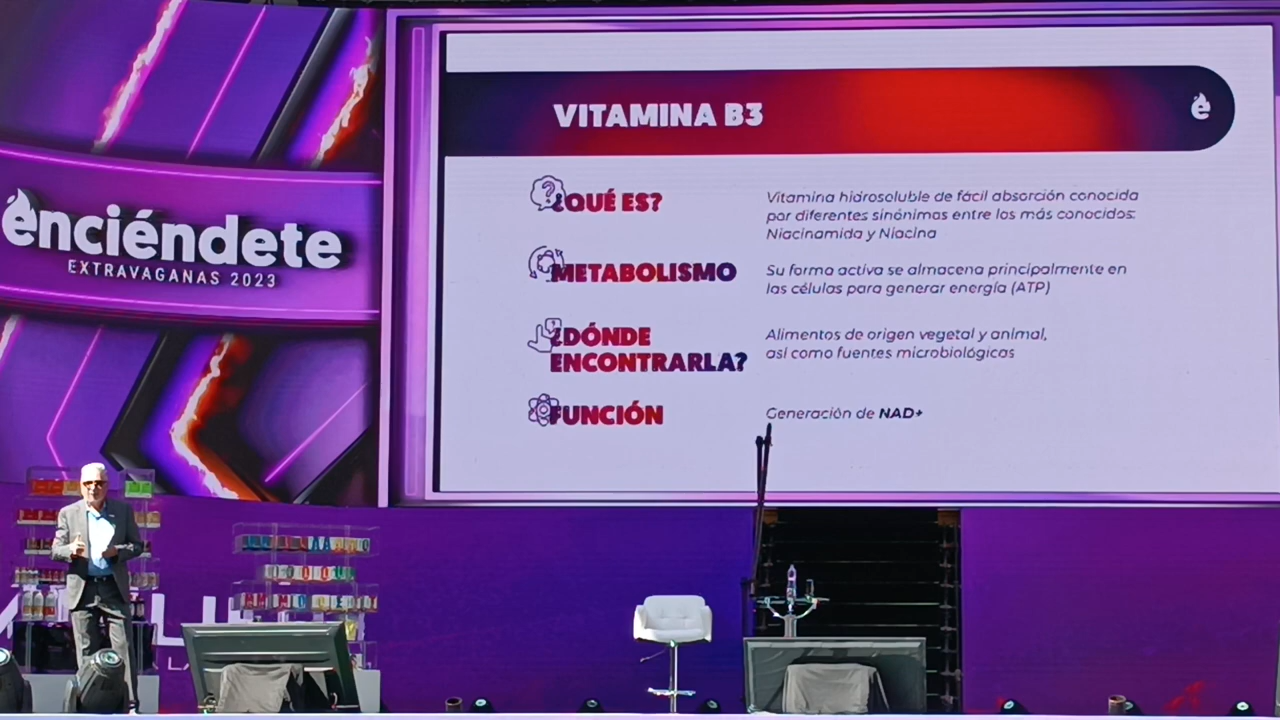 enciéndete
EXTRAVAGANAS 2023
VITAMINA B3
e
¿QUÉ ES?
Vitamina hidrosoluble de fácil absorción conocida
por diferentes sinónimas entre los más conocidos:
Niacinamida y Niacina
METABOLISMO
Su forma activa se almacena principalmente en
las células para generar energía (ATP)
¿DÓNDE
ENCONTRARLA?
Alimentos de origen vegetal y animal,
así como fuentes microbiológicas
FUNCIÓN
Generación de NAD+